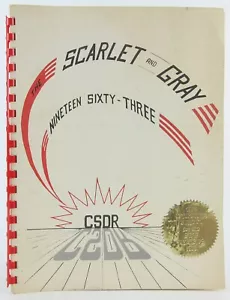 THE SCARLET AND GRAY
NINETEEN SIXTY-THREE
CSDR
CSDR